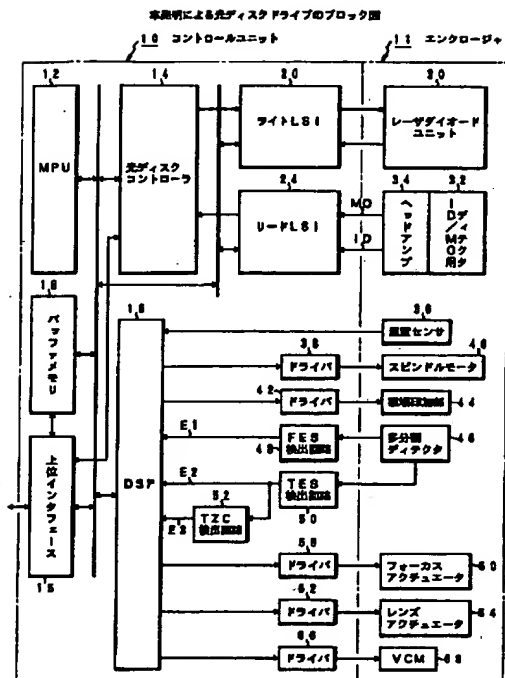 本発明による光ディスクドライブのブロック図
10 コントロールユニット
11 エンクロージャ
12
MPU
14
光ディスク
コントローラ
20
ライトLSI
30
レーザダイオード
ユニット
24
リードLSI
MO
ID
34
ヘッドアンプ
32
ID/MO用
ディテクタ
18
バッファメモリ
上位インタフェース
16
DSP
36
温度センサ
38
ドライバ
40
スピンドルモータ
42
ドライバ
磁場印加部
44
E1
FES
検出回路
48
多分割
ディテクタ
46
E2
TES
検出回路
50
E3
52
TZC
検出回路
58
ドライバ
フォーカス
アクチュエータ
60
62
ドライバ
レンズ
アクチュエータ
64
66
ドライバ
VCM
68